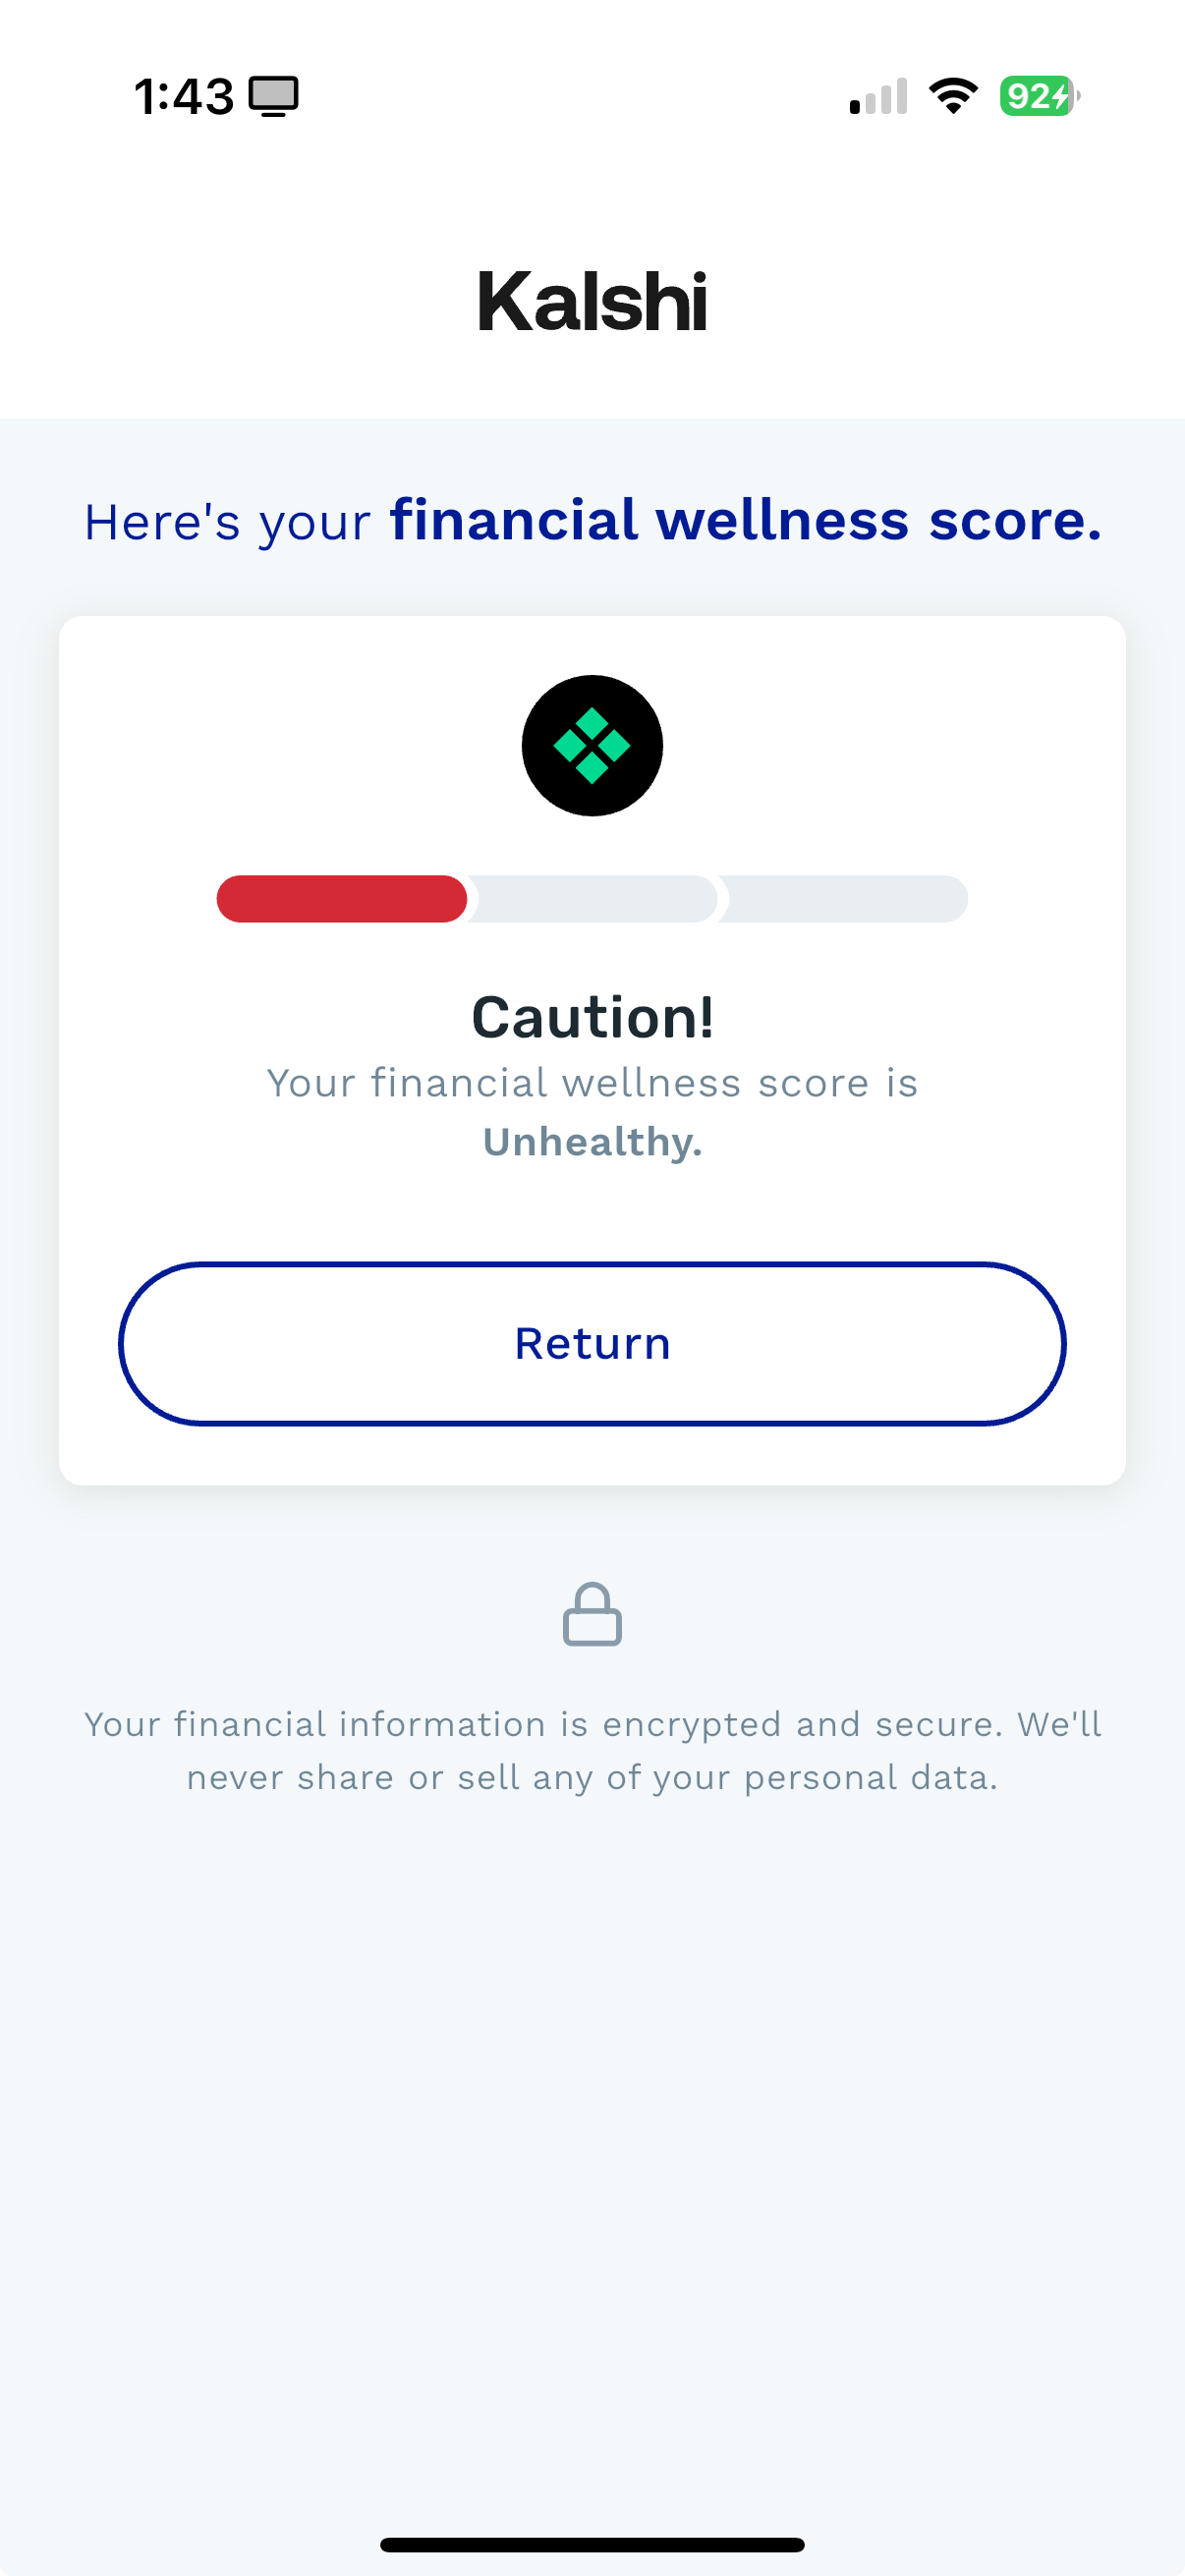 1:43
92
Kalshi
Here's your financial wellness score.
Caution!
Your financial wellness score is
Unhealthy.
Return
Your financial information is encrypted and secure. We'll
never share or sell any of your personal data.